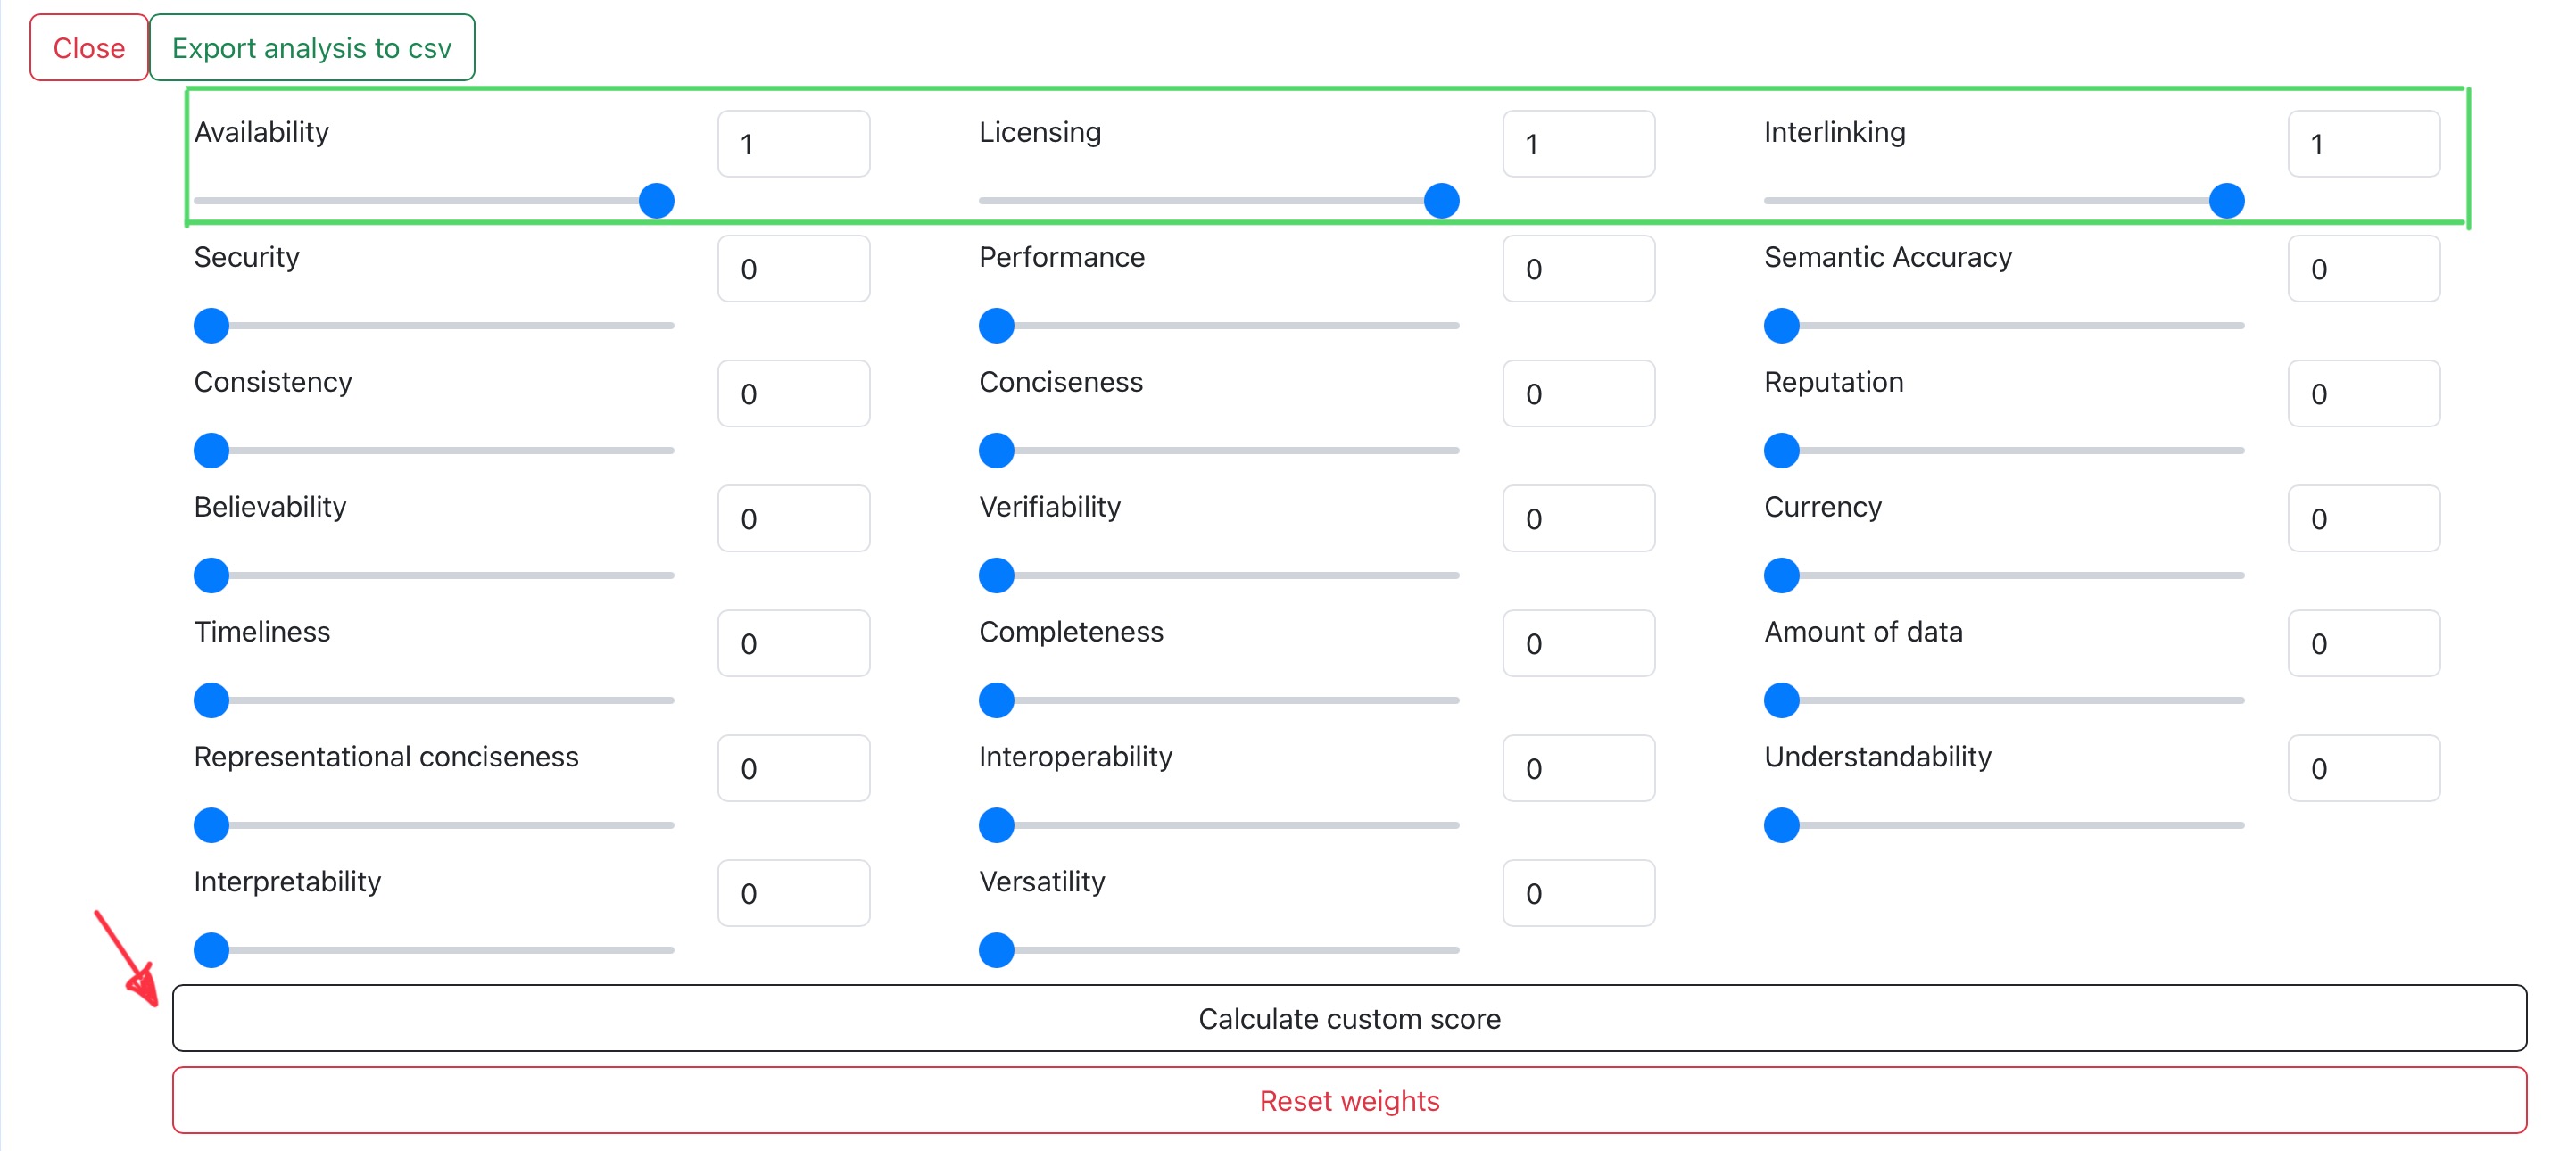 Close Export analysis to csv
Availability 1 Licensing 1 Interlinking 1
Security 0 Performance 0 Semantic Accuracy 0
Consistency 0 Conciseness 0 Reputation 0
Believability 0 Verifiability 0 Currency 0
Timeliness 0 Completeness 0 Amount of data 0
Representational conciseness 0 Interoperability 0 Understandability 0
Interpretability 0 Versatility 0
Calculate custom score
Reset weights